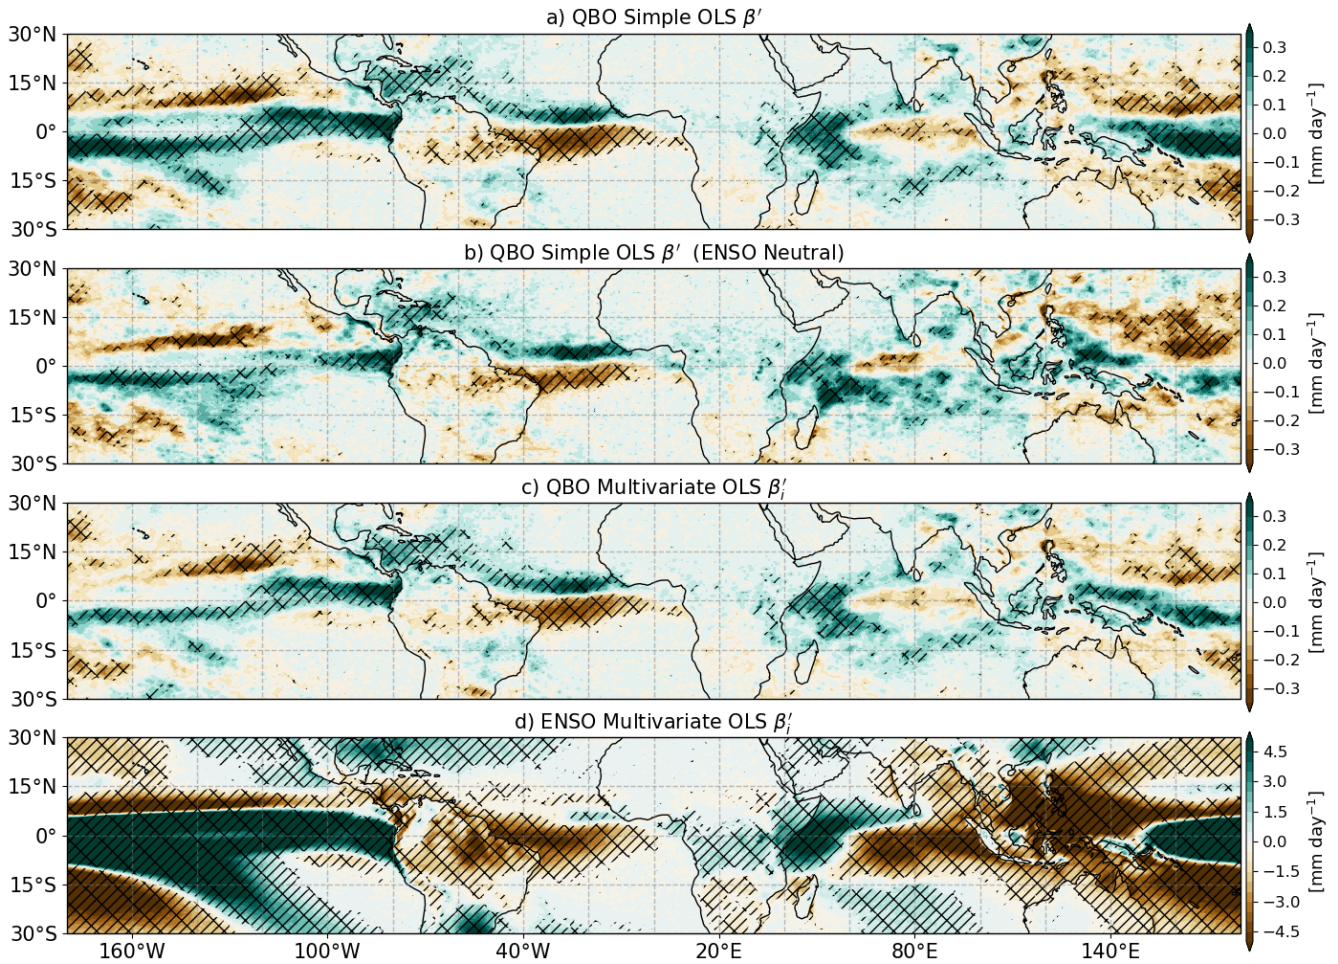 a) QBO Simple OLS β′
30°N
15°N
0°
15°S
30°S
0.3
0.2
0.1
0.0
−0.1
−0.2
−0.3
[mm day⁻¹]
b) QBO Simple OLS β′ (ENSO Neutral)
30°N
15°N
0°
15°S
30°S
0.3
0.2
0.1
0.0
−0.1
−0.2
−0.3
[mm day⁻¹]
c) QBO Multivariate OLS β′ᵢ
30°N
15°N
0°
15°S
30°S
0.3
0.2
0.1
0.0
−0.1
−0.2
−0.3
[mm day⁻¹]
d) ENSO Multivariate OLS β′ᵢ
30°N
15°N
0°
15°S
30°S
4.5
3.0
1.5
0.0
−1.5
−3.0
−4.5
[mm day⁻¹]
160°W 100°W 40°W 20°E 80°E 140°E